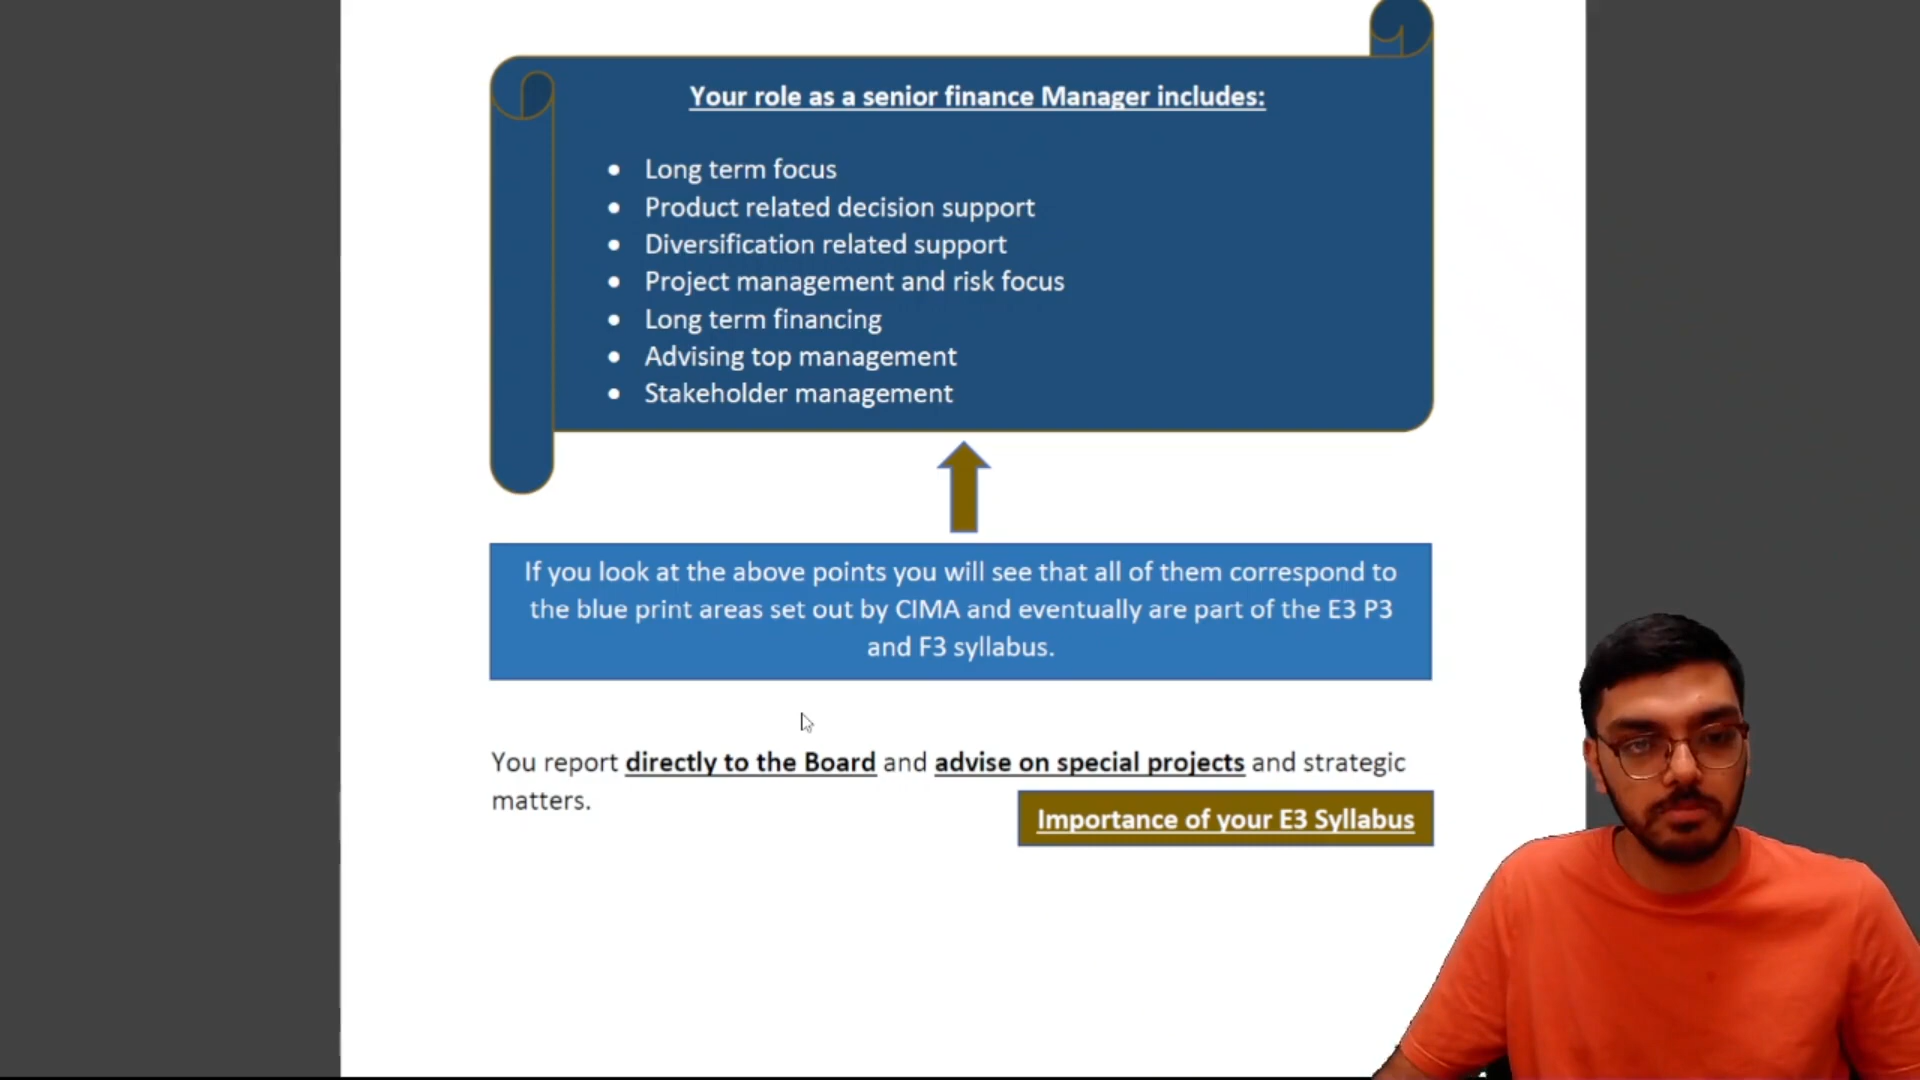 Your role as a senior finance Manager includes:
• Long term focus
• Product related decision support
• Diversification related support
• Project management and risk focus
• Long term financing
• Advising top management
• Stakeholder management
If you look at the above points you will see that all of them correspond to
the blue print areas set out by CIMA and eventually are part of the E3 P3
and F3 syllabus.
You report directly to the Board and advise on special projects and strategic
matters.
Importance of your E3 Syllabus